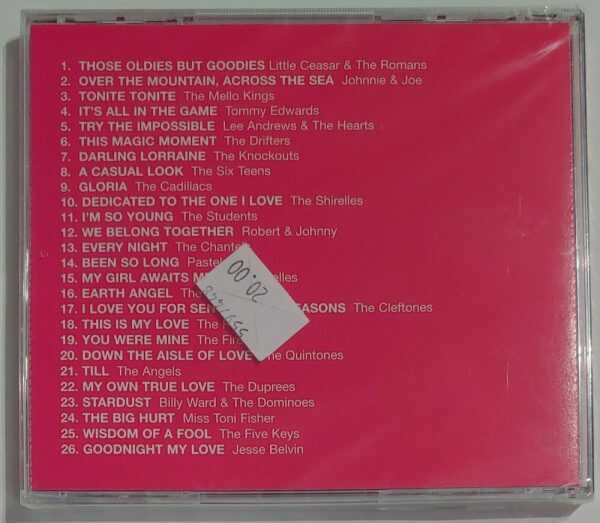 1. THOSE OLDIES BUT GOODIES Little Ceasar & The Romans
2. OVER THE MOUNTAIN, ACROSS THE SEA Johnnie & Joe
3. TONITE TONITE The Mello Kings
4. IT'S ALL IN THE GAME Tommy Edwards
5. TRY THE IMPOSSIBLE Lee Andrews & The Hearts
6. THIS MAGIC MOMENT The Drifters
7. DARLING LORRAINE The Knockouts
8. A CASUAL LOOK The Six Teens
9. GLORIA The Cadillacs
10. DEDICATED TO THE ONE I LOVE The Shirelles
11. I'M SO YOUNG The Students
12. WE BELONG TOGETHER Robert & Johnny
13. EVERY NIGHT The
14. BEEN SO LONG
20.00
15. MY GIRL AWAITS
16. EARTH ANGEL
17. I LOVE YOU FOR The Cleftones
18. THIS IS MY LOVE The
19. YOU WERE MINE The
20. DOWN THE AISLE OF LOVE The Quintones
21. TILL The Angels
22. MY OWN TRUE LOVE The Duprees
23. STARDUST Billy Ward & The Dominoes
24. THE BIG HURT Miss Toni Fisher
25. WISDOM OF A FOOL The Five Keys
26. GOODNIGHT MY LOVE Jesse Belvin